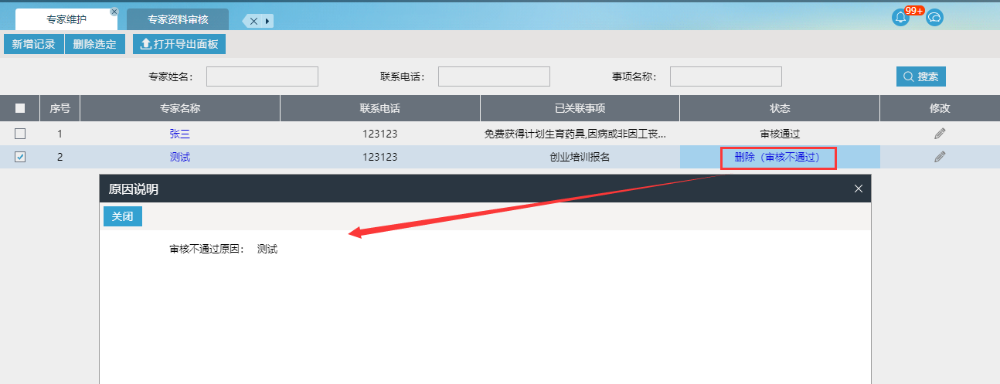 专家维护 专家资料审核 99+
新增记录 删除选定 打开导出面板
专家姓名： 联系电话： 事项名称： 搜索
序号 专家名称 联系电话 已关联事项 状态 修改
1 张三 123123 免费获得计划生育药具,因病或非因工丧... 审核通过
2 测试 123123 创业培训报名 删除（审核不通过）
原因说明
关闭
审核不通过原因： 测试